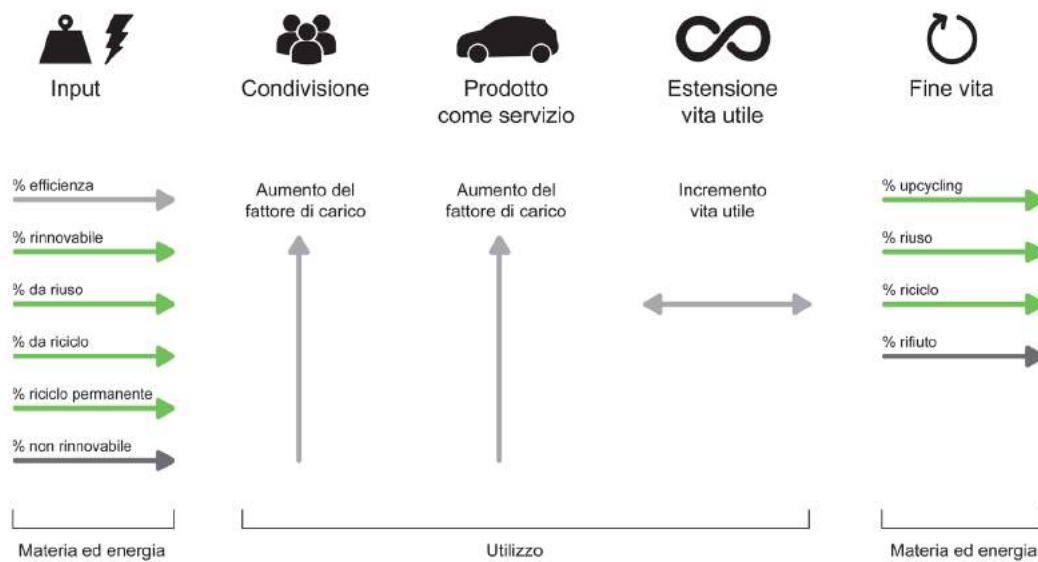 Input
Condivisione
Prodotto
come servizio
Estensione
vita utile
Fine vita
% efficienza
% rinnovabile
% da riuso
% da riciclo
% riciclo permanente
% non rinnovabile
Aumento del
fattore di carico
Aumento del
fattore di carico
Incremento
vita utile
% upcycling
% riuso
% riciclo
% rifiuto
Materia ed energia
Utilizzo
Materia ed energia